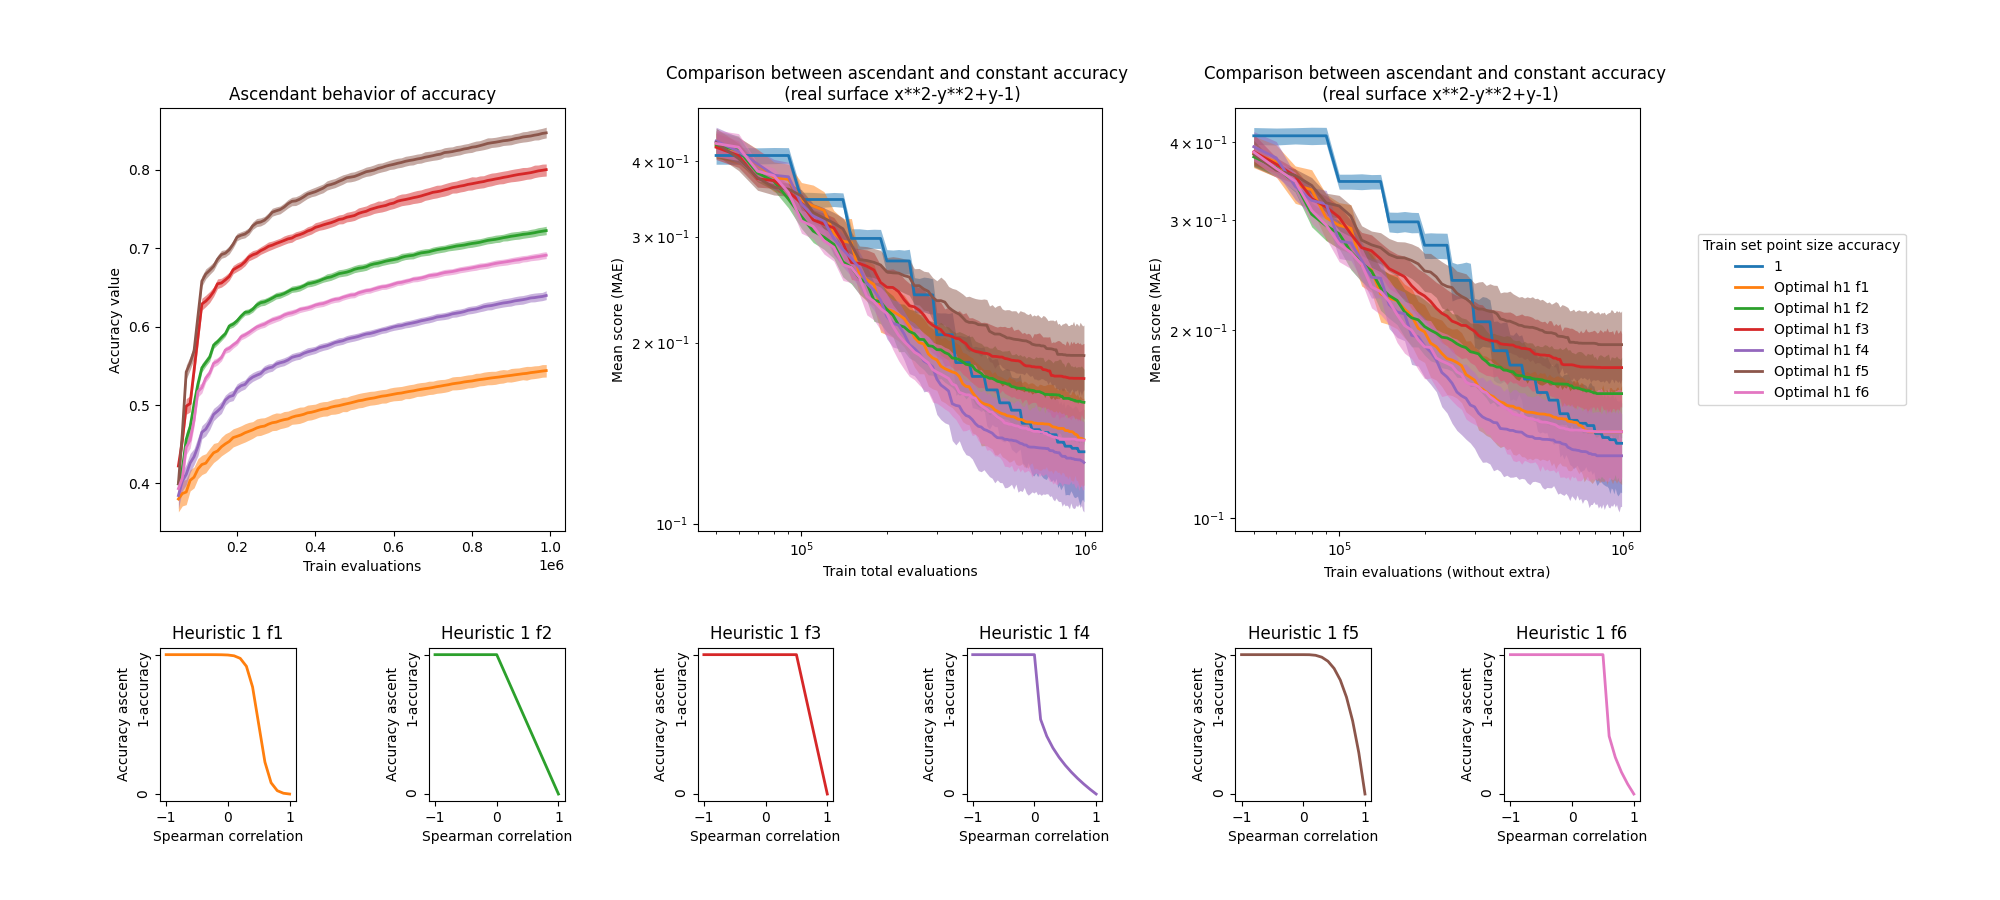 Ascendant behavior of accuracy
Accuracy value
0.8
0.7
0.6
0.5
0.4
0.2
0.4
0.6
0.8
1.0
1e6
Train evaluations
Comparison between ascendant and constant accuracy
(real surface x**2-y**2+y-1)
Mean score (MAE)
4 × 10⁻¹
3 × 10⁻¹
2 × 10⁻¹
10⁻¹
10⁵
10⁶
Train total evaluations
Comparison between ascendant and constant accuracy
(real surface x**2-y**2+y-1)
Mean score (MAE)
4 × 10⁻¹
3 × 10⁻¹
2 × 10⁻¹
10⁻¹
10⁵
10⁶
Train evaluations (without extra)
Train set point size accuracy
1
Optimal h1 f1
Optimal h1 f2
Optimal h1 f3
Optimal h1 f4
Optimal h1 f5
Optimal h1 f6
Heuristic 1 f1
Accuracy ascent
1-accuracy
0
−1
0
1
Spearman correlation
Heuristic 1 f2
Accuracy ascent
1-accuracy
0
−1
0
1
Spearman correlation
Heuristic 1 f3
Accuracy ascent
1-accuracy
0
−1
0
1
Spearman correlation
Heuristic 1 f4
Accuracy ascent
1-accuracy
0
−1
0
1
Spearman correlation
Heuristic 1 f5
Accuracy ascent
1-accuracy
0
−1
0
1
Spearman correlation
Heuristic 1 f6
Accuracy ascent
1-accuracy
0
−1
0
1
Spearman correlation